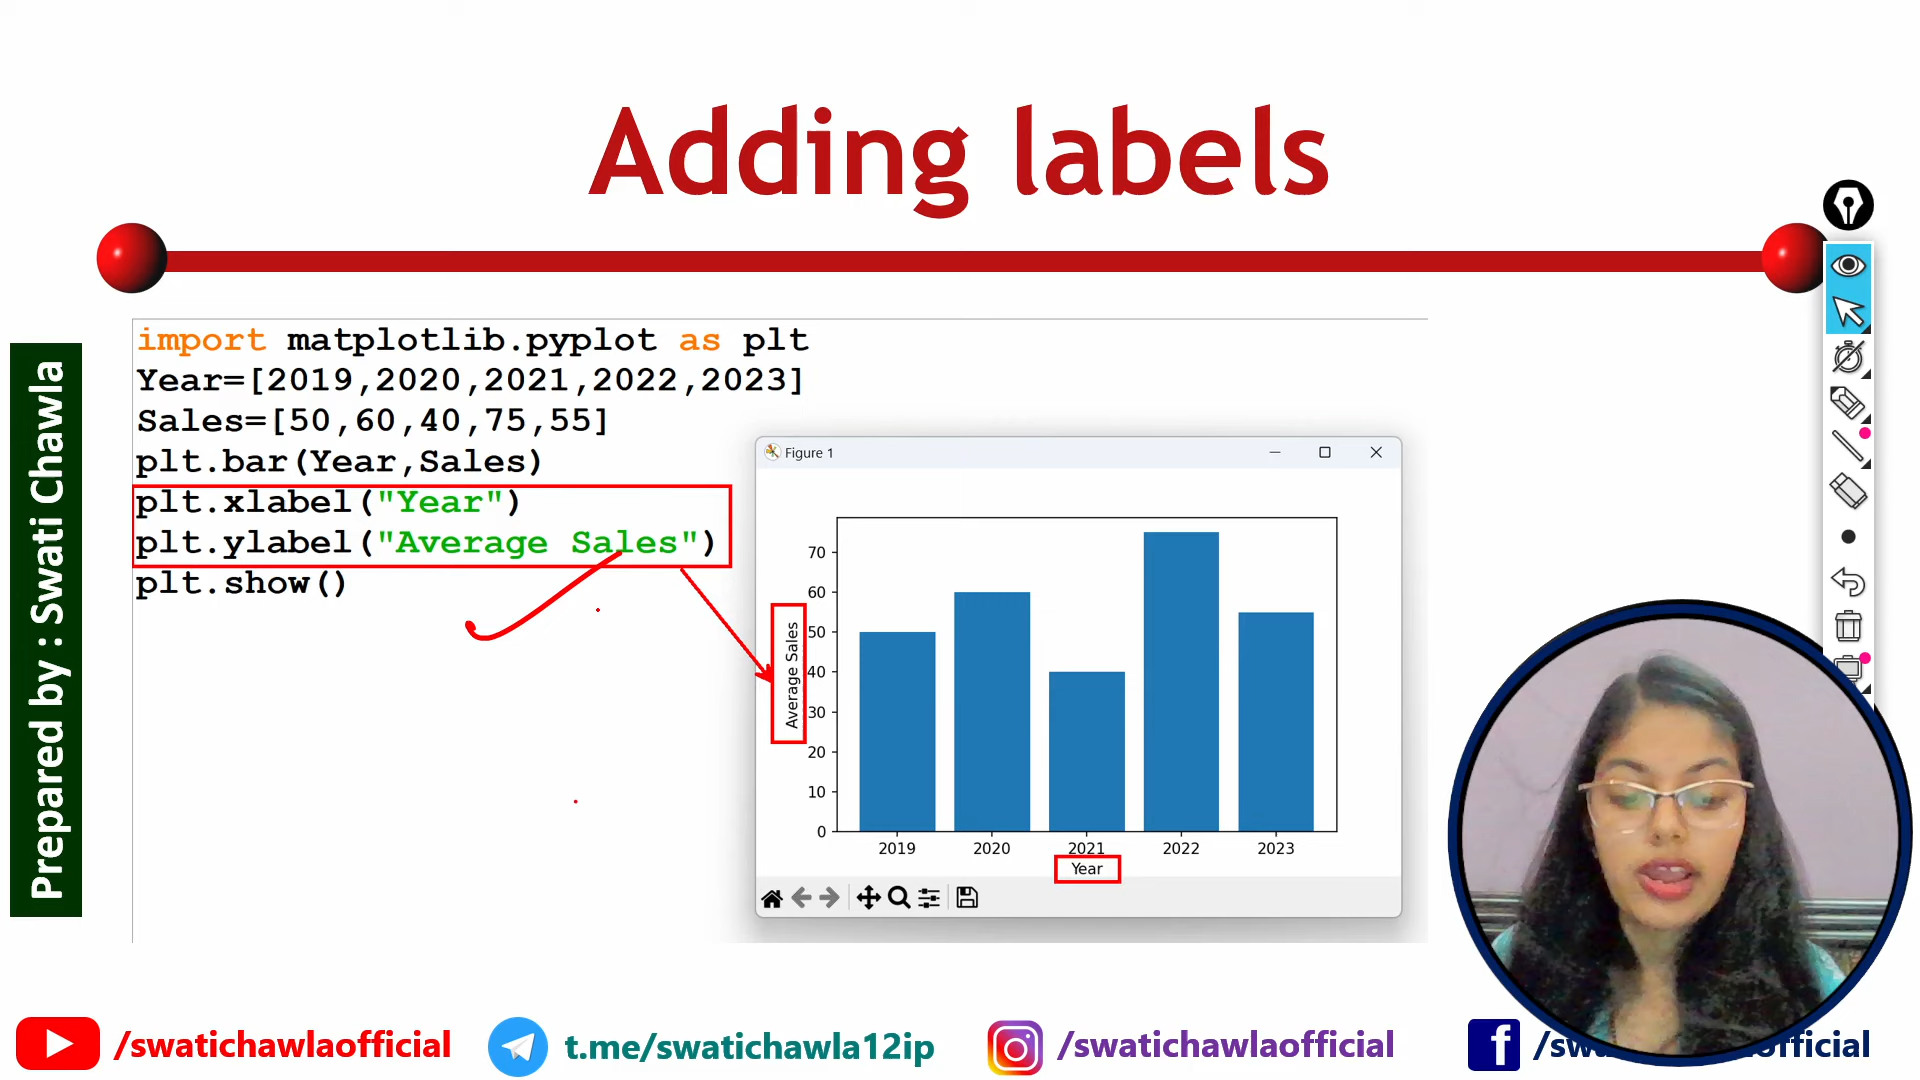 Adding labels
Prepared by : Swati Chawla
import matplotlib.pyplot as plt
Year=[2019,2020,2021,2022,2023]
Sales=[50,60,40,75,55]
plt.bar(Year,Sales)
plt.xlabel("Year")
plt.ylabel("Average Sales")
plt.show()
Figure 1
Average Sales
70
60
50
40
30
20
10
0
2019 2020 2021 2022 2023
Year
/swatichawlaofficial
t.me/swatichawla12ip
/swatichawlaofficial